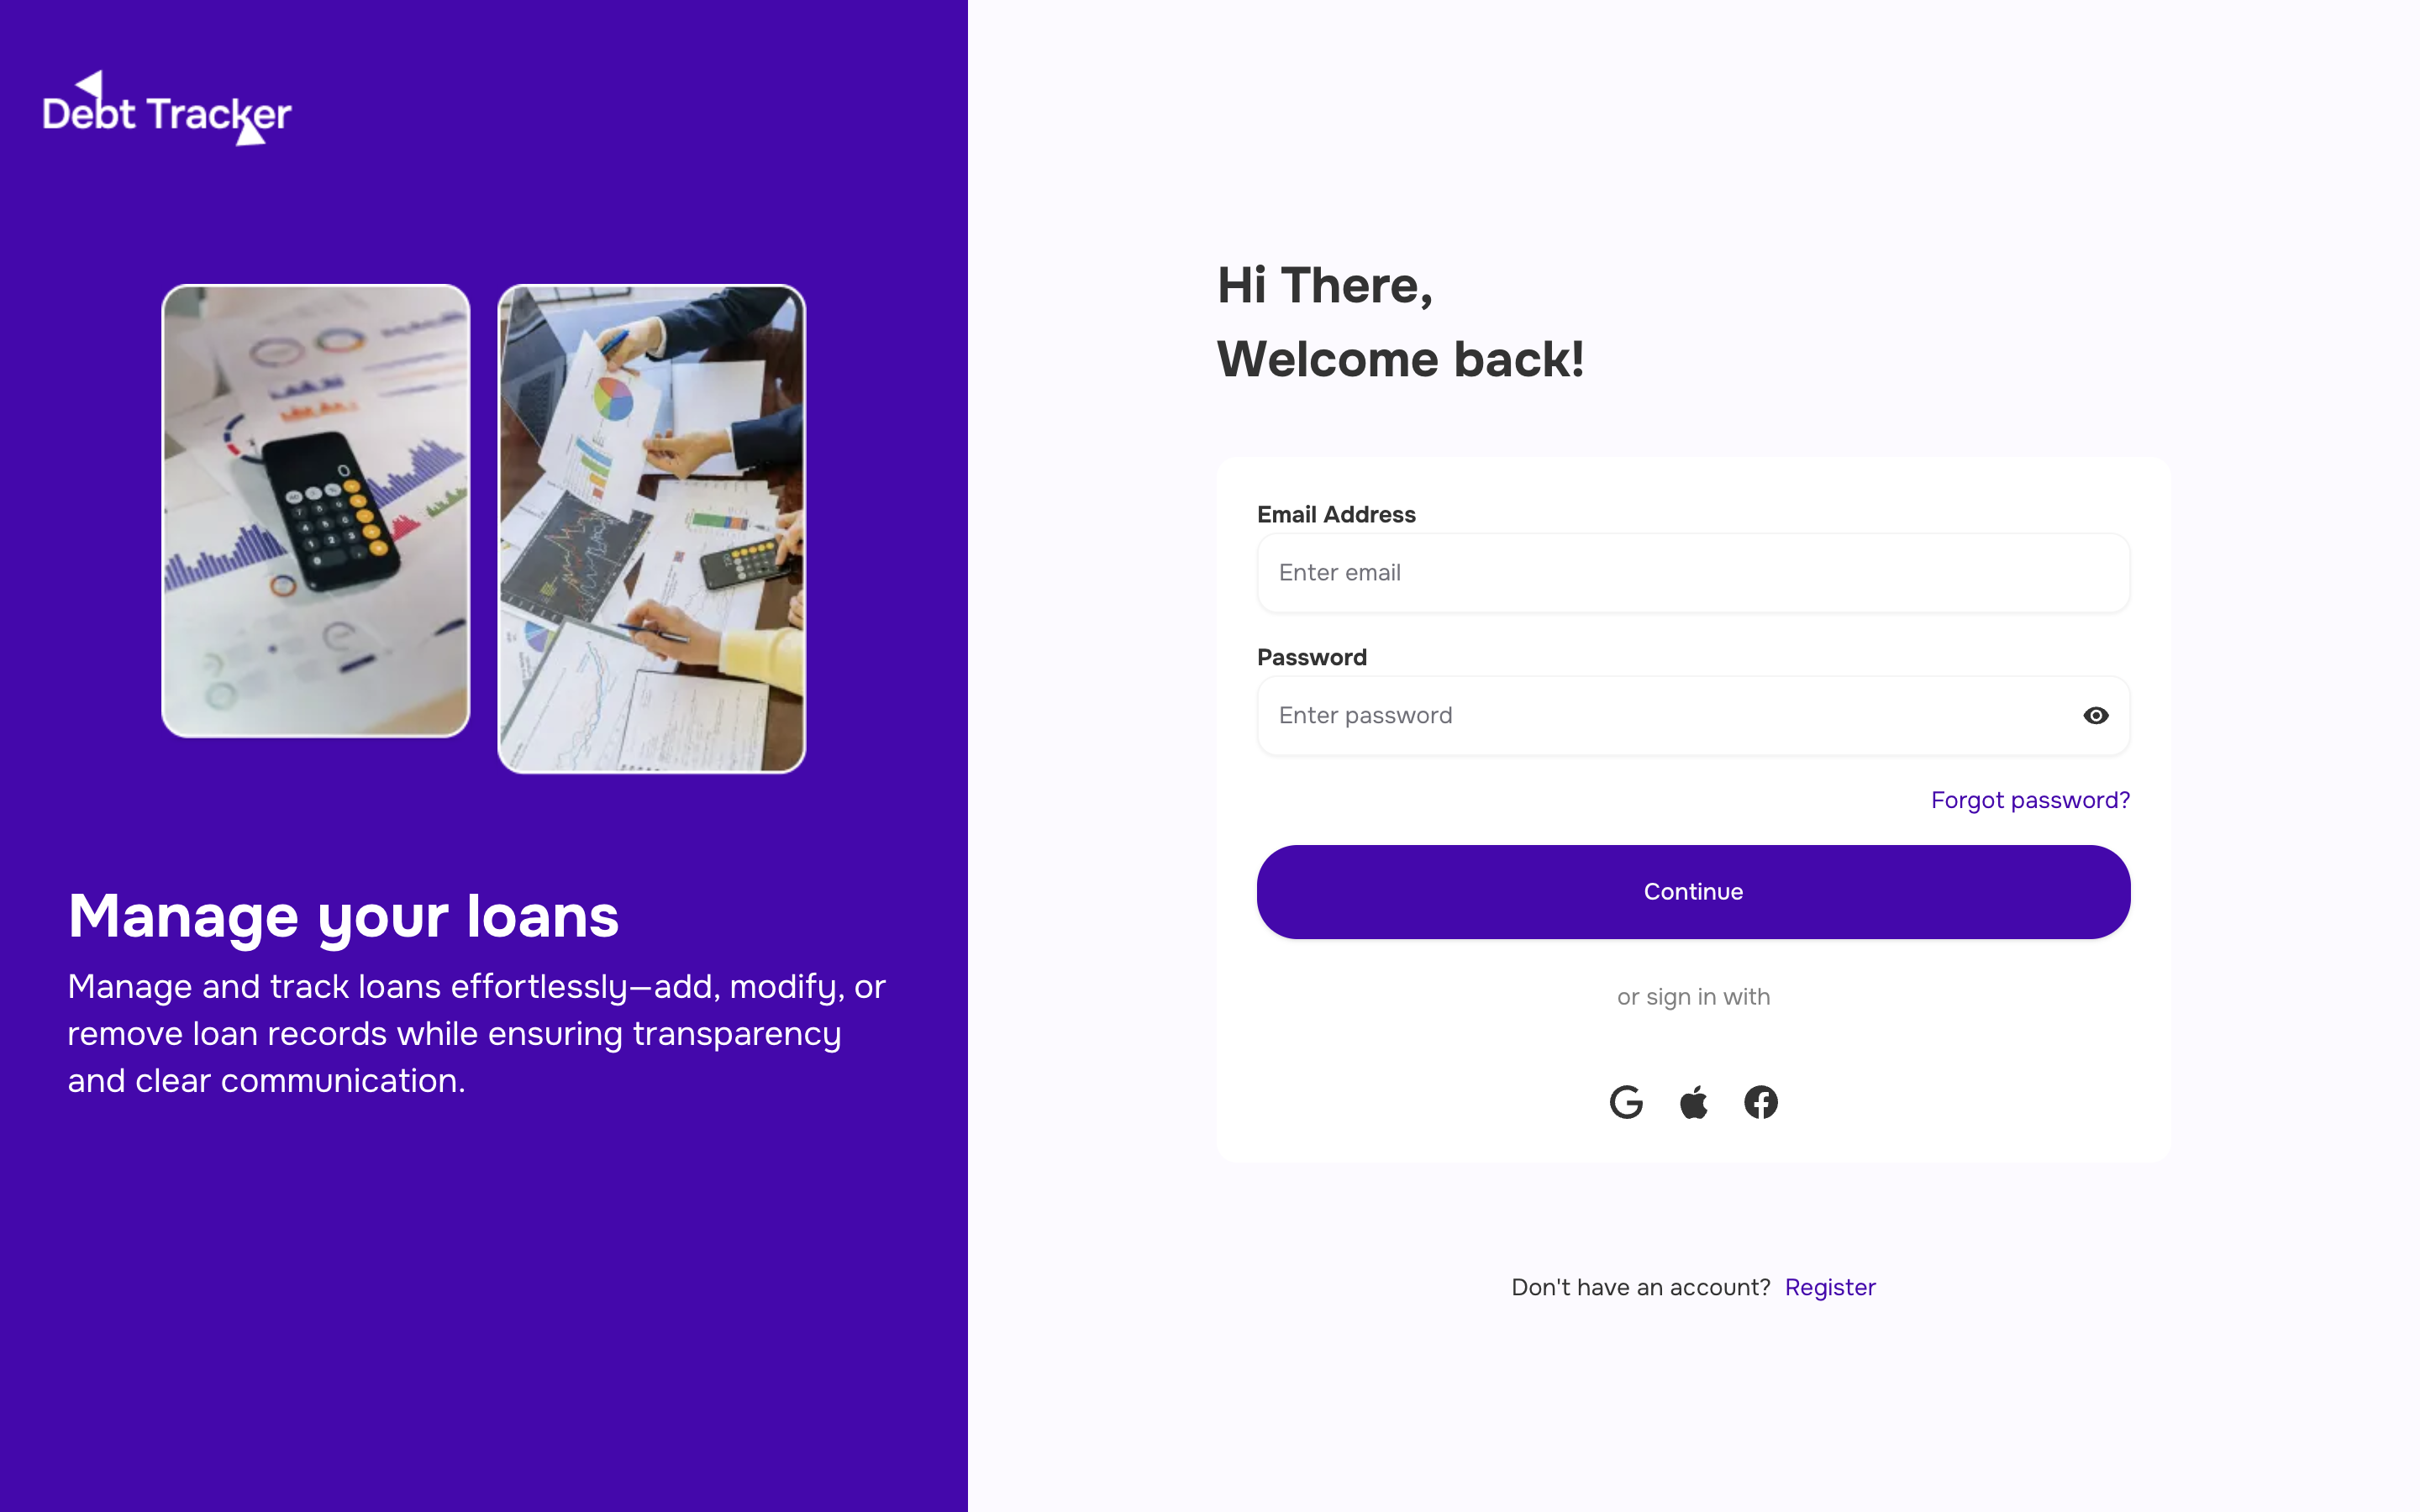 Debt Tracker
Manage your loans
Manage and track loans effortlessly—add, modify, or
remove loan records while ensuring transparency
and clear communication.
Hi There,
Welcome back!
Email Address
Enter email
Password
Enter password
Forgot password?
Continue
or sign in with
Don't have an account? Register